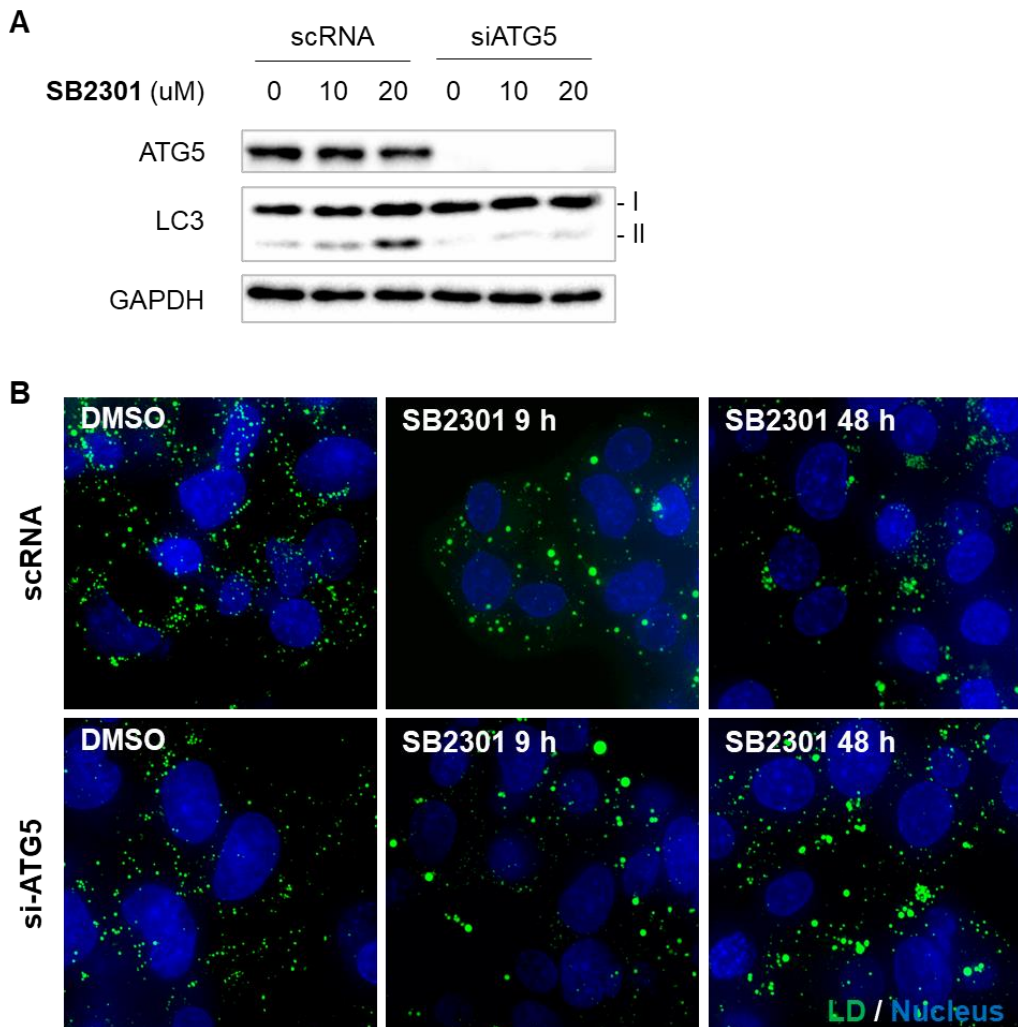 A
scRNA siATG5
SB2301 (uM) 0 10 20 0 10 20
ATG5
LC3
- I
- II
GAPDH
B
scRNA
DMSO SB2301 9 h SB2301 48 h
si-ATG5
DMSO SB2301 9 h SB2301 48 h
LD / Nucleus